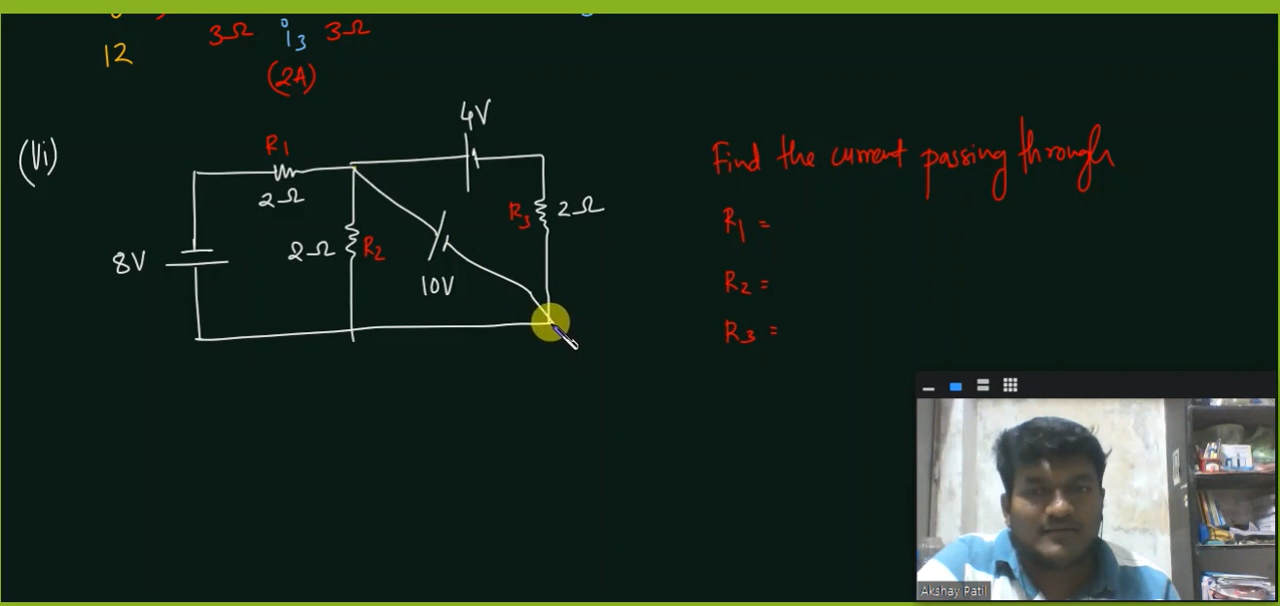 3Ω i3 3Ω
12
(2A)
(Vi)
4V
R1
2Ω
R3 2Ω
2Ω R2
8V
10V
Find the current passing through
R1 =
R2 =
R3 =
Akshay Patil